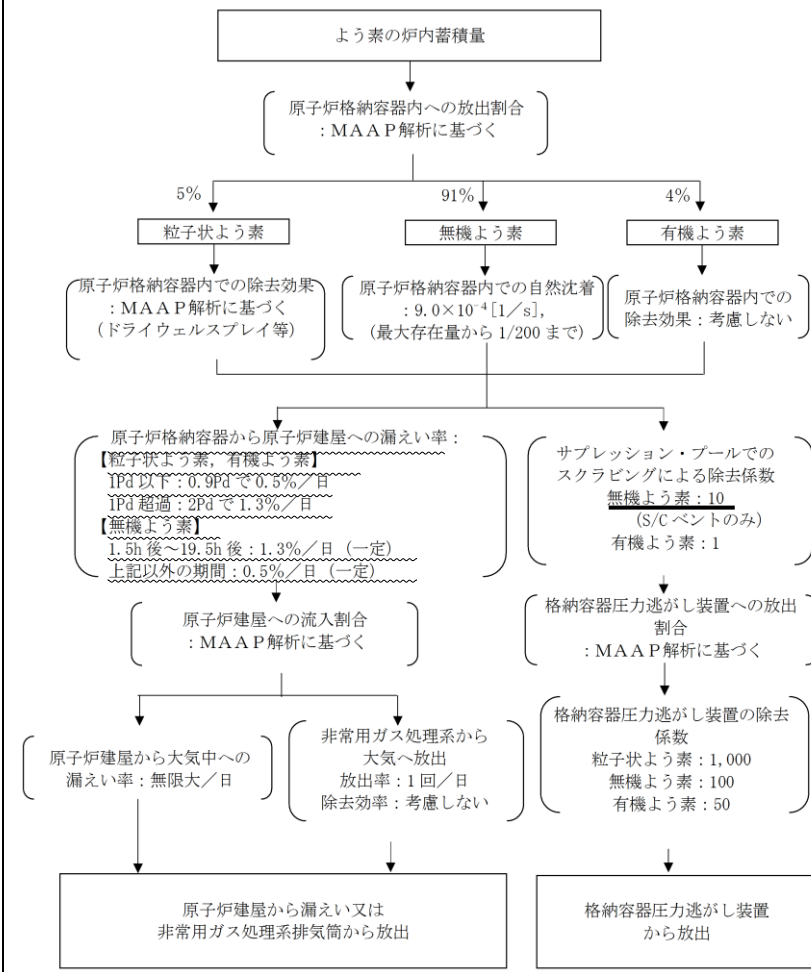 よう素の炉内蓄積量
原子炉格納容器内への放出割合
：ＭＡＡＰ解析に基づく
5%
91%
4%
粒子状よう素
無機よう素
有機よう素
原子炉格納容器内での除去効果
：ＭＡＡＰ解析に基づく
（ドライウェルスプレイ等）
原子炉格納容器内での自然沈着
：9.0×10⁻⁴[1／s]，
（最大存在量から 1/200 まで）
原子炉格納容器内での
除去効果：考慮しない
原子炉格納容器から原子炉建屋への漏えい率：
【粒子状よう素，有機よう素】
1Pd 以下：0.9Pd で 0.5%／日
1Pd 超過：2Pd で 1.3%／日
【無機よう素】
1.5h 後～19.5h 後：1.3%／日（一定）
上記以外の期間：0.5%／日（一定）
サプレッション・プールでの
スクラビングによる除去係数
無機よう素：10
（S/C ベントのみ）
有機よう素：1
原子炉建屋への流入割合
：ＭＡＡＰ解析に基づく
格納容器圧力逃がし装置への放出
割合
：ＭＡＡＰ解析に基づく
原子炉建屋から大気中への
漏えい率：無限大／日
非常用ガス処理系から
大気へ放出
放出率：1 回／日
除去効率：考慮しない
格納容器圧力逃がし装置の除去
係数
粒子状よう素：1,000
無機よう素：100
有機よう素：50
原子炉建屋から漏えい又は
非常用ガス処理系排気筒から放出
格納容器圧力逃がし装置
から放出